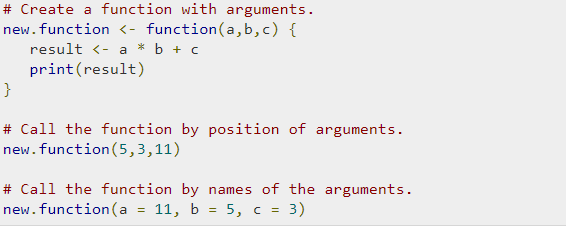 # Create a function with arguments.
new.function <- function(a,b,c) {
   result <- a * b + c
   print(result)
}

# Call the function by position of arguments.
new.function(5,3,11)

# Call the function by names of the arguments.
new.function(a = 11, b = 5, c = 3)